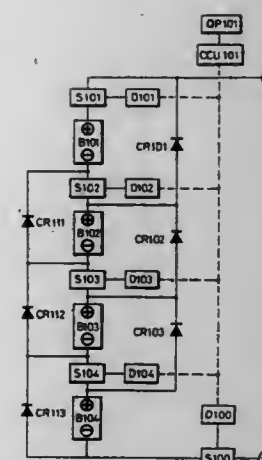 OP101
CCU101
S101
D101
⊕
B101
⊖
CR101
S102
D102
CR111
⊕
B102
⊖
CR102
S103
D103
CR112
⊕
B103
⊖
CR103
S104
D104
CR113
⊕
B104
⊖
D100
S100